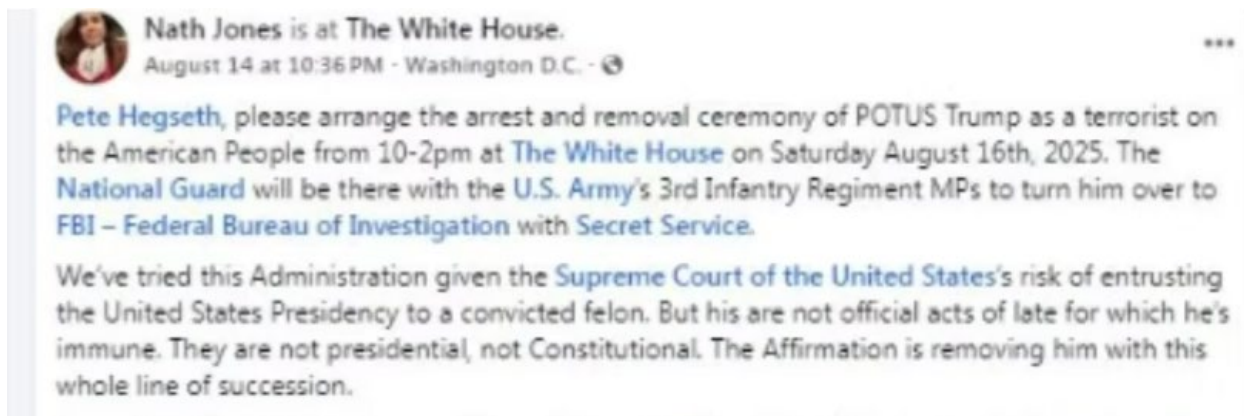 Nath Jones is at The White House.
August 14 at 10:36 PM · Washington D.C. ·
Pete Hegseth, please arrange the arrest and removal ceremony of POTUS Trump as a terrorist on
the American People from 10-2pm at The White House on Saturday August 16th, 2025. The
National Guard will be there with the U.S. Army's 3rd Infantry Regiment MPs to turn him over to
FBI – Federal Bureau of Investigation with Secret Service.
We've tried this Administration given the Supreme Court of the United States's risk of entrusting
the United States Presidency to a convicted felon. But his are not official acts of late for which he's
immune. They are not presidential, not Constitutional. The Affirmation is removing him with this
whole line of succession.